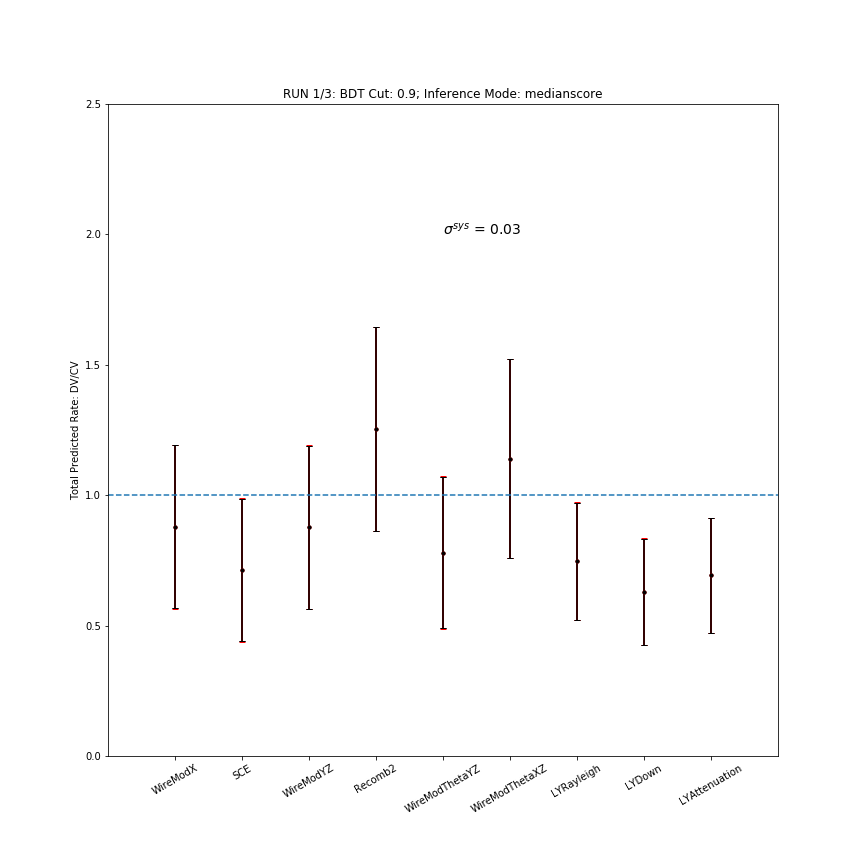 RUN 1/3: BDT Cut: 0.9; Inference Mode: medianscore
2.5
2.0
1.5
1.0
0.5
0.0
Total Predicted Rate: DV/CV
σ^sys = 0.03
WireModX
SCE
WireModYZ
Recomb2
WireModThetaYZ
WireModThetaXZ
LYRayleigh
LYDown
LYAttenuation